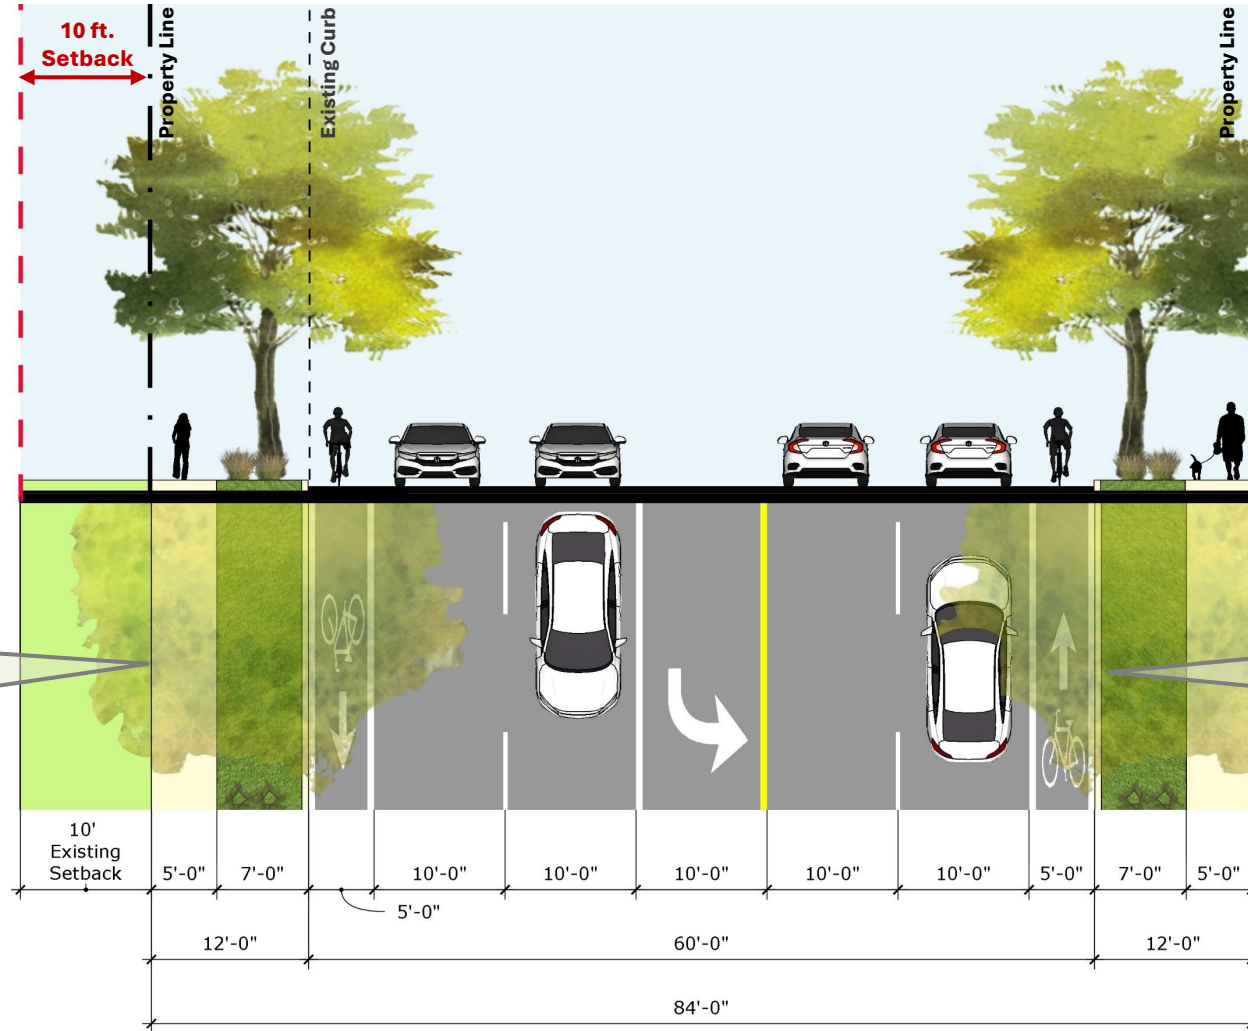 10 ft.
Setback
Property Line
Existing Curb
Property Line
10'
Existing
Setback
5'-0"
7'-0"
10'-0"
10'-0"
10'-0"
10'-0"
10'-0"
5'-0"
7'-0"
5'-0"
5'-0"
12'-0"
60'-0"
12'-0"
84'-0"